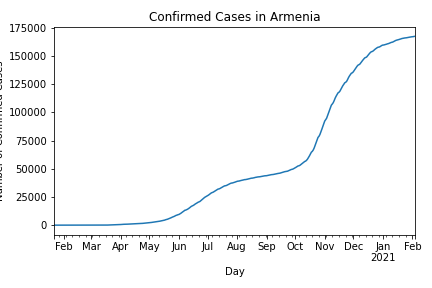 Confirmed Cases in Armenia
175000
150000
125000
100000
75000
50000
25000
0
Number of Confirmed Cases
Feb Mar Apr May Jun Jul Aug Sep Oct Nov Dec Jan Feb
2021
Day